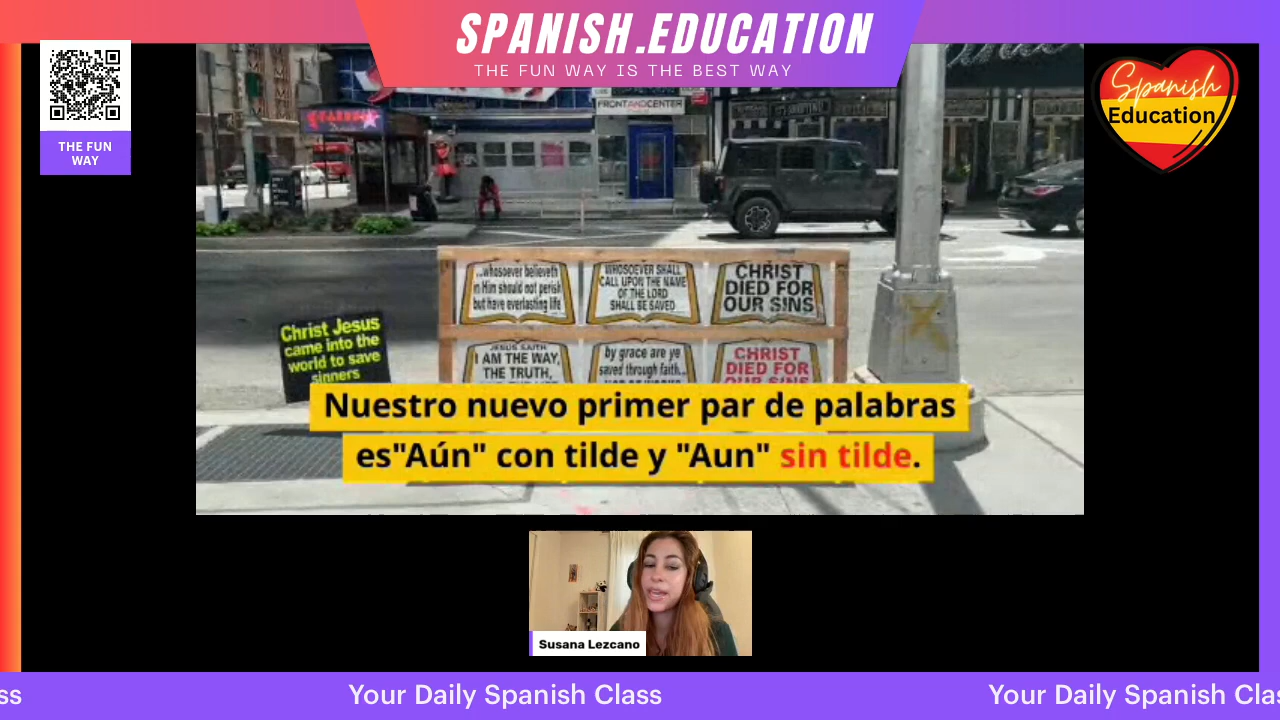 SPANISH.EDUCATION
THE FUN WAY IS THE BEST WAY
THE FUN
WAY
Spanish
Education
FRONTANDCENTER
...whosoever believeth
in Him should not perish
but have everlasting life
WHOSOEVER SHALL
CALL UPON THE NAME
OF THE LORD
SHALL BE SAVED
CHRIST
DIED FOR
OUR SINS
Christ Jesus
came into the
world to save
sinners
JESUS SAITH
I AM THE WAY,
THE TRUTH,
by grace are ye
saved through faith...
CHRIST
DIED FOR
OUR SINS
Nuestro nuevo primer par de palabras
es"Aún" con tilde y "Aun" sin tilde.
Susana Lezcano
ss
Your Daily Spanish Class
Your Daily Spanish Clas